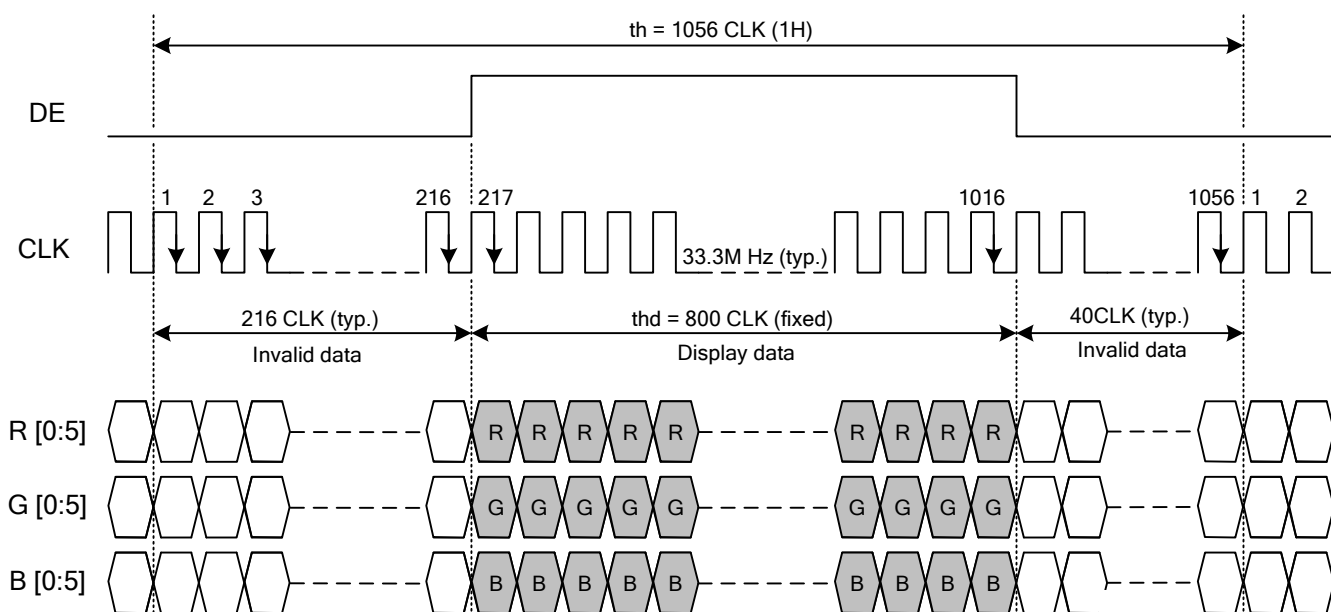 th = 1056 CLK (1H)
DE
1 2 3 216 217 1016 1056 1 2
CLK
33.3M Hz (typ.)
216 CLK (typ.) thd = 800 CLK (fixed) 40CLK (typ.)
Invalid data Display data Invalid data
R [0:5] R R R R R R R R R
G [0:5] G G G G G G G G G
B [0:5] B B B B B B B B B